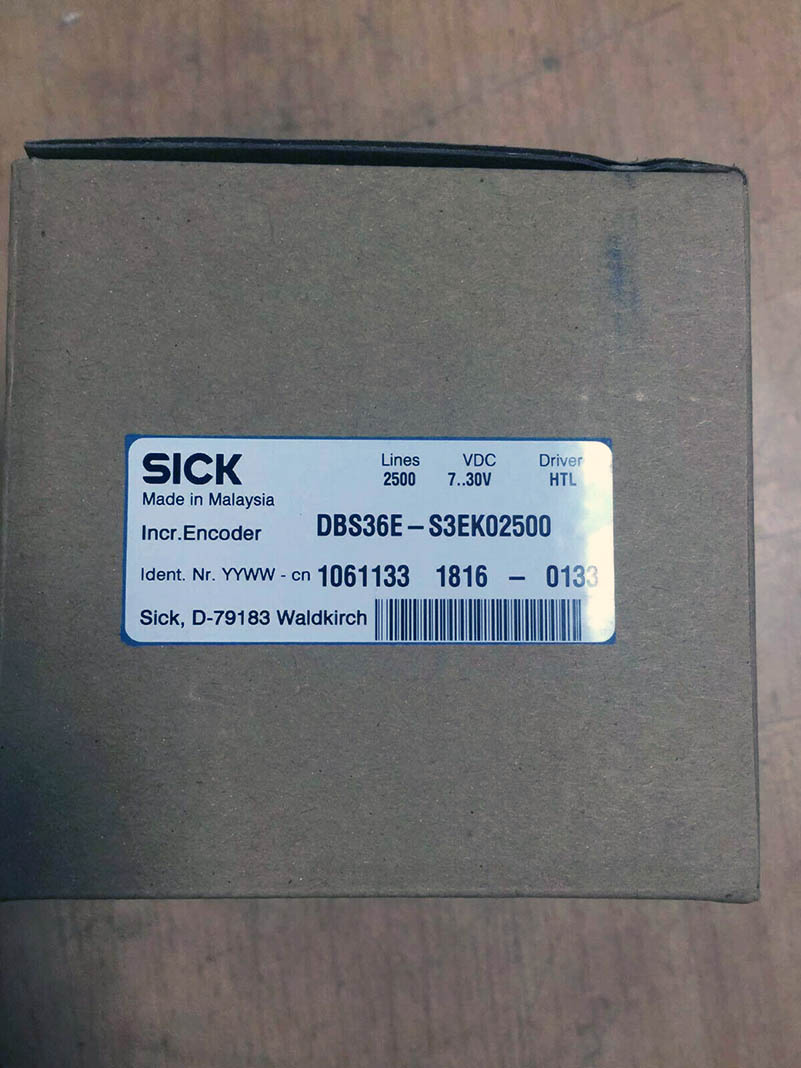 SICK
Lines VDC Driver
2500 7..30V HTL
Made in Malaysia
Incr.Encoder DBS36E-S3EK02500
Ident. Nr. YYWW - cn 1061133 1816 - 0133
Sick, D-79183 Waldkirch